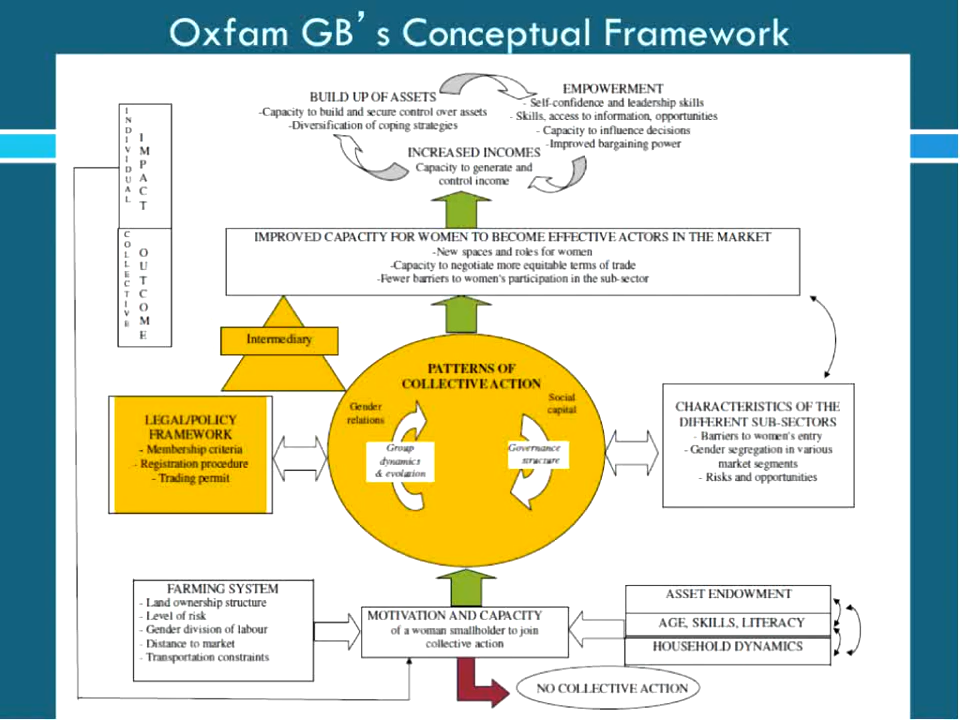 Oxfam GB’s Conceptual Framework
INDIVIDUAL
IMPACT
COLLECTIVE
OUTCOME
BUILD UP OF ASSETS
-Capacity to build and secure control over assets
-Diversification of coping strategies
EMPOWERMENT
- Self-confidence and leadership skills
- Skills, access to information, opportunities
- Capacity to influence decisions
-Improved bargaining power
INCREASED INCOMES
Capacity to generate and
control income
IMPROVED CAPACITY FOR WOMEN TO BECOME EFFECTIVE ACTORS IN THE MARKET
-New spaces and roles for women
-Capacity to negotiate more equitable terms of trade
-Fewer barriers to women's participation in the sub-sector
Intermediary
PATTERNS OF
COLLECTIVE ACTION
Gender
relations
Social
capital
Group
dynamics
& evolution
Governance
structure
LEGAL/POLICY
FRAMEWORK
- Membership criteria
- Registration procedure
- Trading permit
CHARACTERISTICS OF THE
DIFFERENT SUB-SECTORS
- Barriers to women's entry
- Gender segregation in various
market segments
- Risks and opportunities
FARMING SYSTEM
- Land ownership structure
- Level of risk
- Gender division of labour
- Distance to market
- Transportation constraints
MOTIVATION AND CAPACITY
of a woman smallholder to join
collective action
ASSET ENDOWMENT
AGE, SKILLS, LITERACY
HOUSEHOLD DYNAMICS
NO COLLECTIVE ACTION